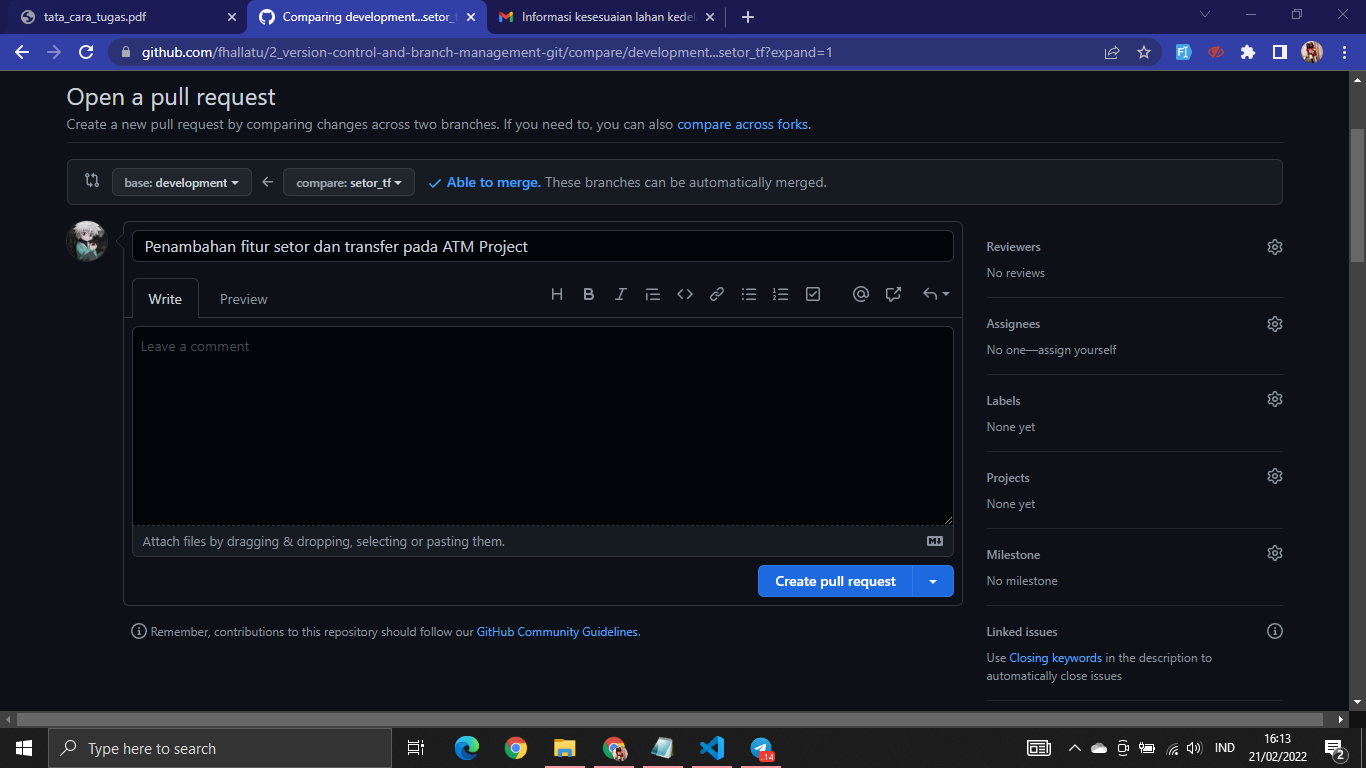 tata_cara_tugas.pdf
Comparing development...setor_t
Informasi kesesuaian lahan kedel
github.com/fhallatu/2_version-control-and-branch-management-git/compare/development...setor_tf?expand=1
Open a pull request
Create a new pull request by comparing changes across two branches. If you need to, you can also compare across forks.
base: development
compare: setor_tf
Able to merge. These branches can be automatically merged.
Penambahan fitur setor dan transfer pada ATM Project
Write
Preview
Leave a comment
Attach files by dragging & dropping, selecting or pasting them.
Create pull request
Remember, contributions to this repository should follow our GitHub Community Guidelines.
Reviewers
No reviews
Assignees
No one—assign yourself
Labels
None yet
Projects
None yet
Milestone
No milestone
Linked issues
Use Closing keywords in the description to
automatically close issues
Type here to search
.14
IND
16:13
21/02/2022
2